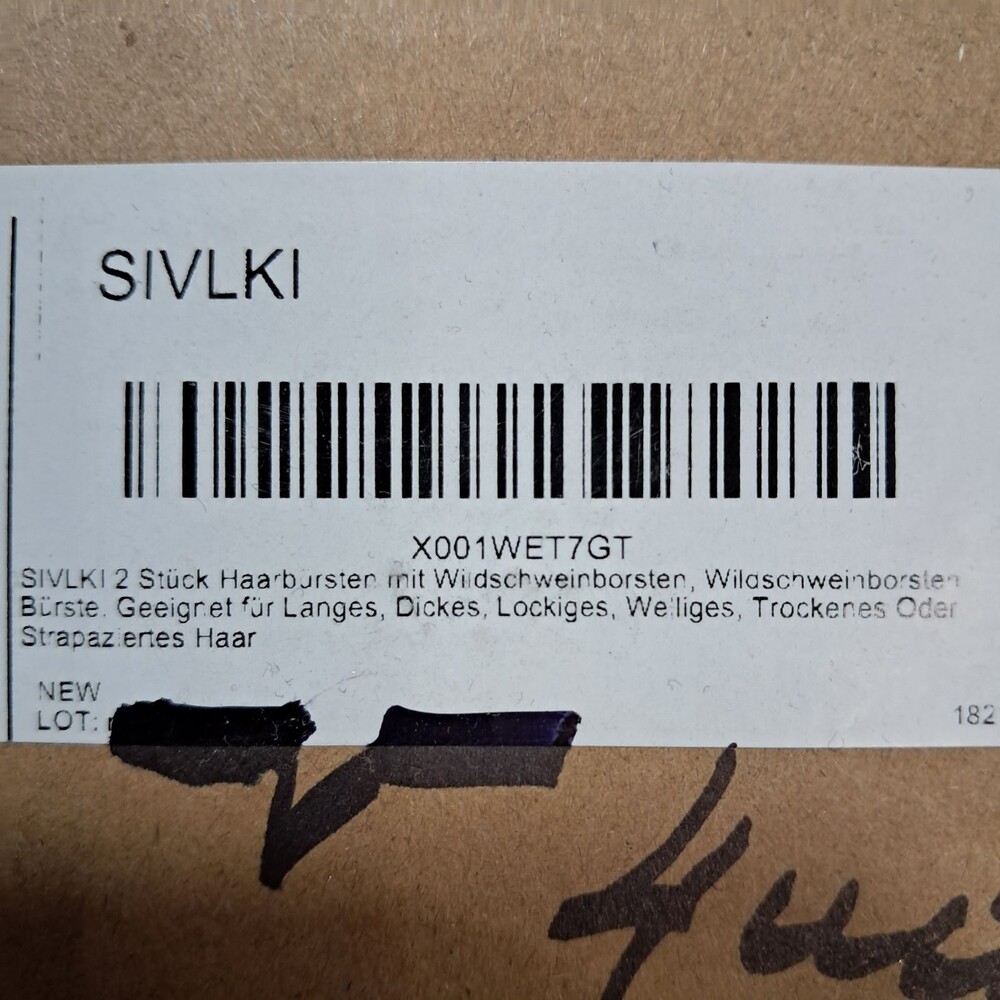 SIVLKI
X001WET7GT
SIVLKI 2 Stück Haarbürsten mit Wildschweinborsten, Wildschweinborsten
Bürste. Geeignet für Langes, Dickes, Lockiges, Welliges, Trockenes Oder
Strapaziertes Haar
NEW
LOT:
182